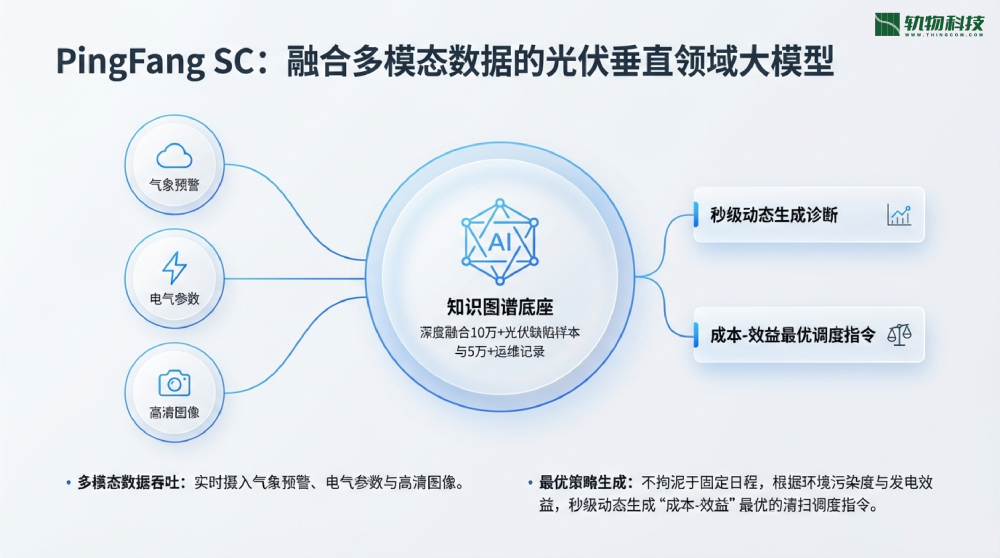 轨物科技
WWW.THINGCOM.COM
PingFang SC：融合多模态数据的光伏垂直领域大模型
气象预警
电气参数
高清图像
AI
知识图谱底座
深度融合10万+光伏缺陷样本
与5万+运维记录
秒级动态生成诊断
成本-效益最优调度指令
• 多模态数据吞吐：实时摄入气象预警、电气参数与高清图像。
• 最优策略生成：不拘泥于固定日程，根据环境污染度与发电效
益，秒级动态生成“成本-效益”最优的清扫调度指令。